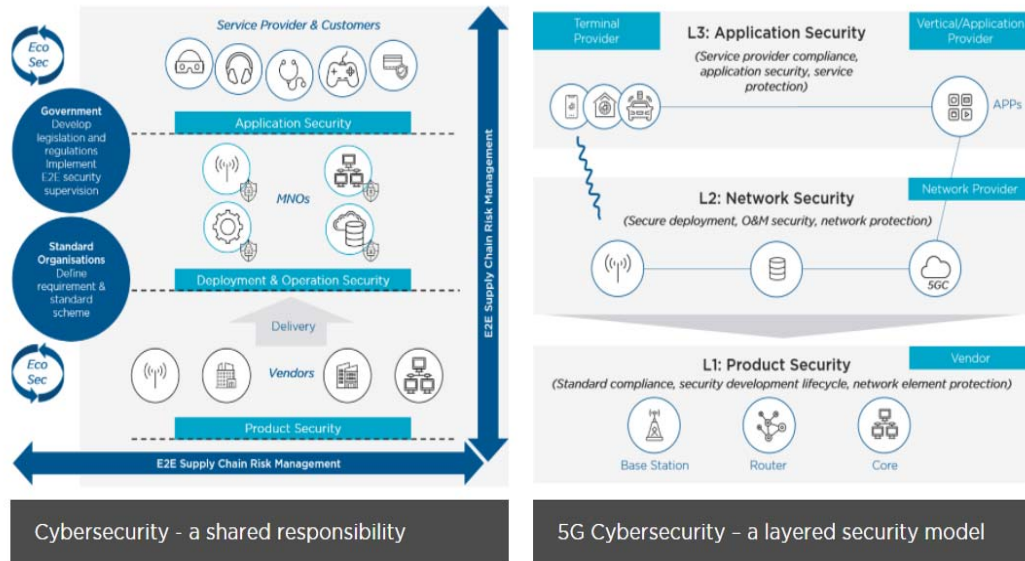 Service Provider & Customers
Eco
Sec
Government
Develop
legislation and
regulations
Implement
E2E security
supervision
Application Security
MNOs
Standard
Organisations
Define
requirement &
standard
scheme
Deployment & Operation Security
Delivery
Eco
Sec
Vendors
Product Security
E2E Supply Chain Risk Management
E2E Supply Chain Risk Management
Cybersecurity - a shared responsibility
Terminal
Provider
L3: Application Security
Vertical/Application
Provider
(Service provider compliance,
application security, service
protection)
APPs
L2: Network Security
Network Provider
(Secure deployment, O&M security, network protection)
5GC
L1: Product Security
Vendor
(Standard compliance, security development lifecycle, network element protection)
Base Station
Router
Core
5G Cybersecurity – a layered security model